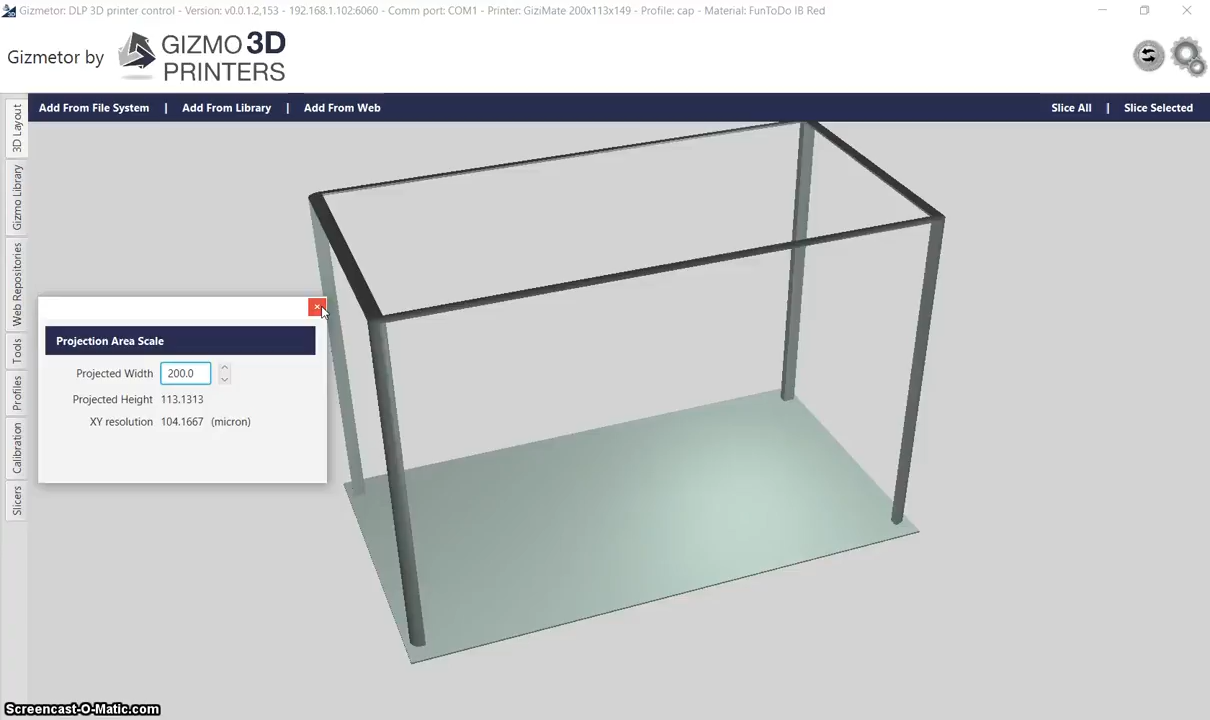 Gizmetor: DLP 3D printer control - Version: v0.0.1.2,153 - 192.168.1.102:6060 - Comm port: COM1 - Printer: GiziMate 200x113x149 - Profile: cap - Material: FunToDo IB Red
Gizmetor by
GIZMO 3D
PRINTERS
Add From File System | Add From Library | Add From Web
Slice All | Slice Selected
3D Layout
Gizmo Library
Web Repositories
Tools
Profiles
Calibration
Slicers
Projection Area Scale
Projected Width 200.0
Projected Height 113.1313
XY resolution 104.1667 (micron)
Screencast-O-Matic.com